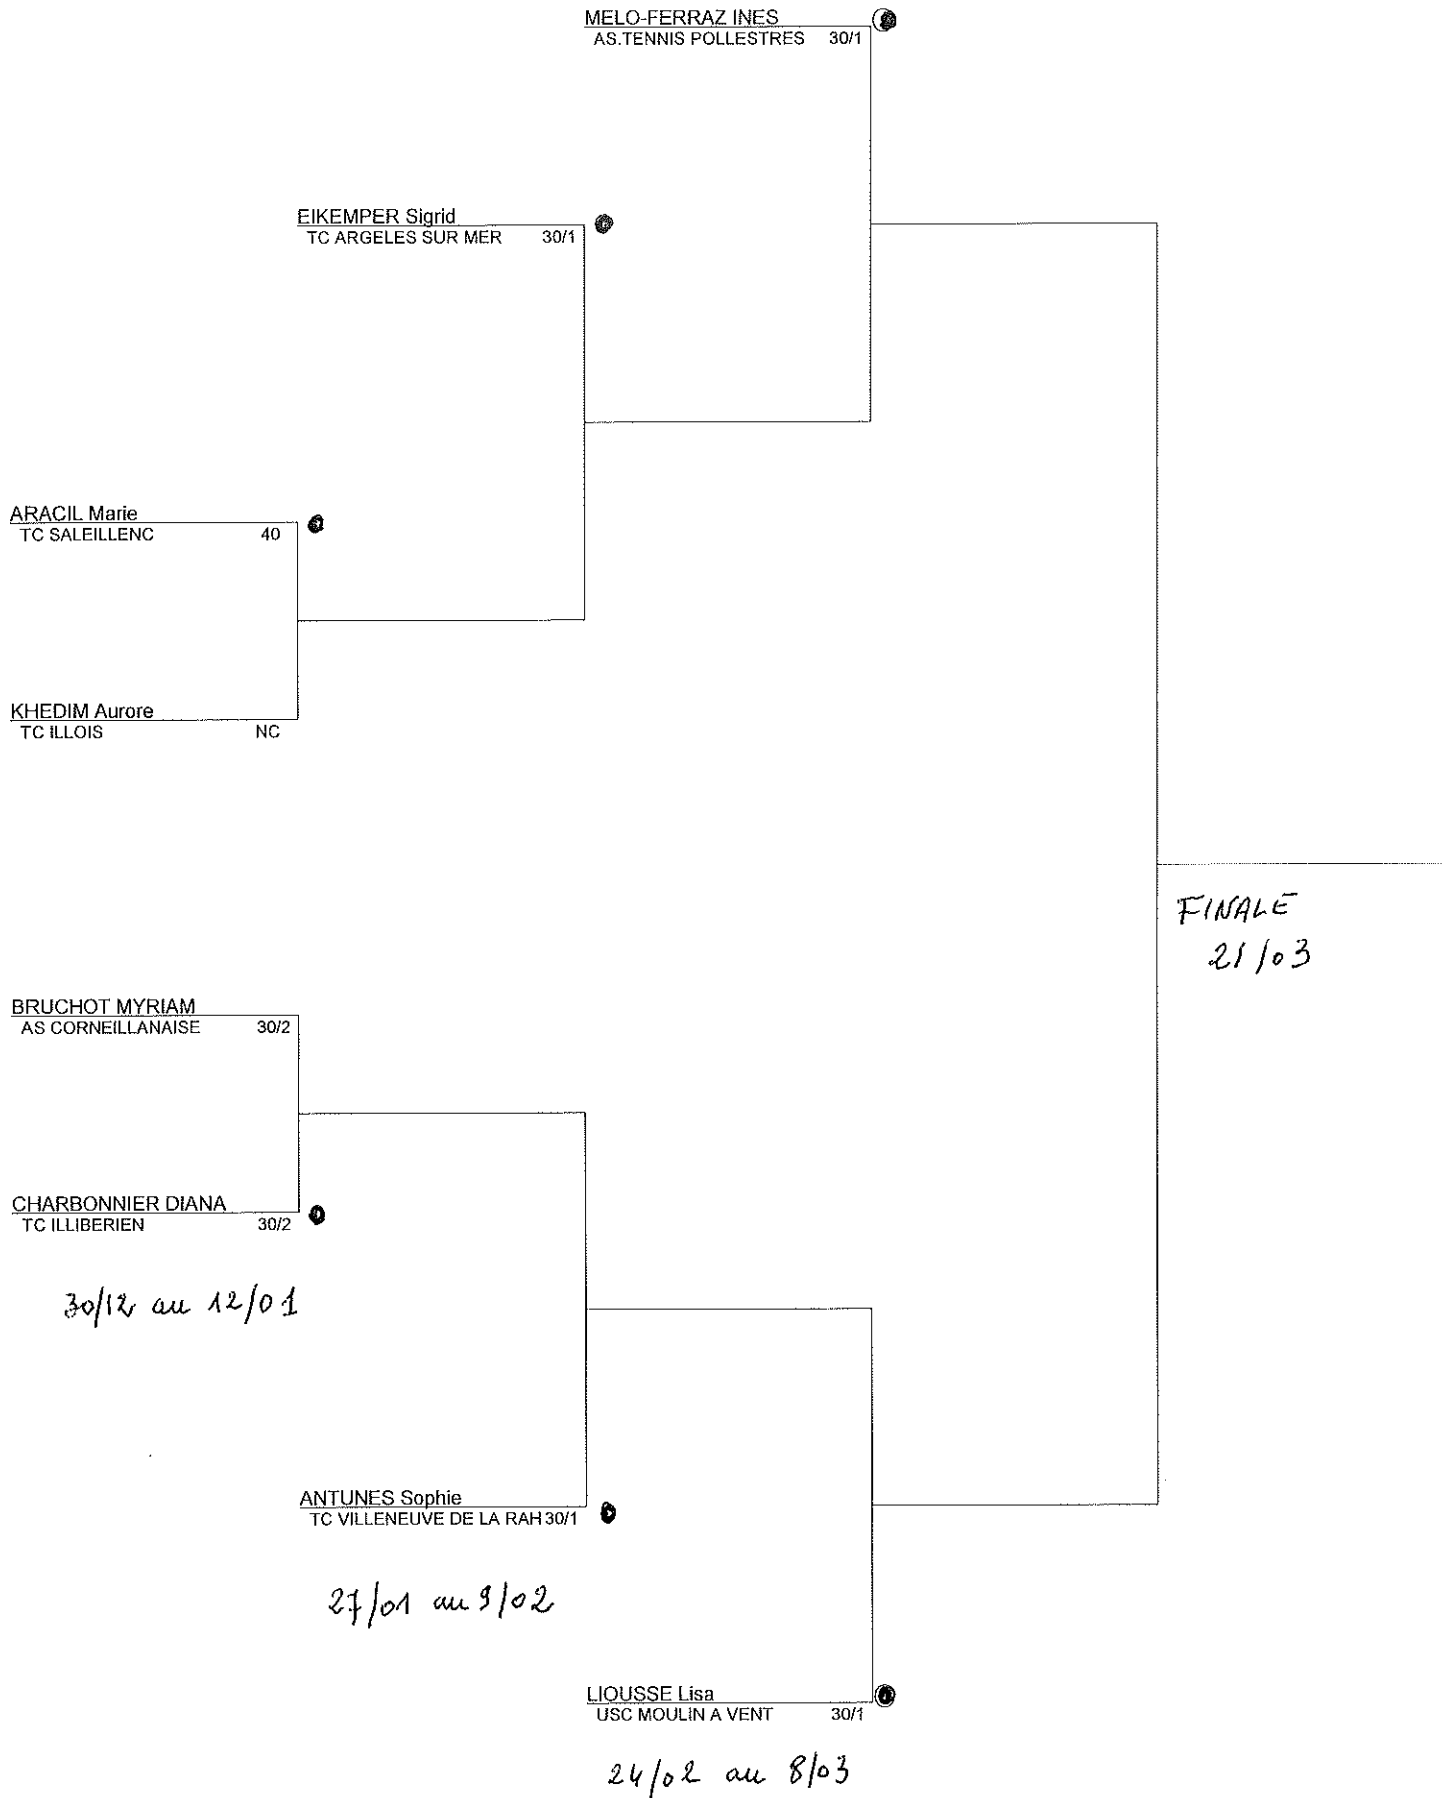 MELO-FERRAZ INES
AS.TENNIS POLLESTRES 30/1
EIKEMPER Sigrid
TC ARGELES SUR MER 30/1
ARACIL Marie
TC SALEILLENC 40
KHEDIM Aurore
TC ILLOIS NC
FINALE
21/03
BRUCHOT MYRIAM
AS CORNEILLANAISE 30/2
CHARBONNIER DIANA
TC ILLIBERIEN 30/2
30/12 au 12/01
ANTUNES Sophie
TC VILLENEUVE DE LA RAH 30/1
27/01 au 9/02
LIOUSSE Lisa
USC MOULIN A VENT 30/1
24/02 au 8/03